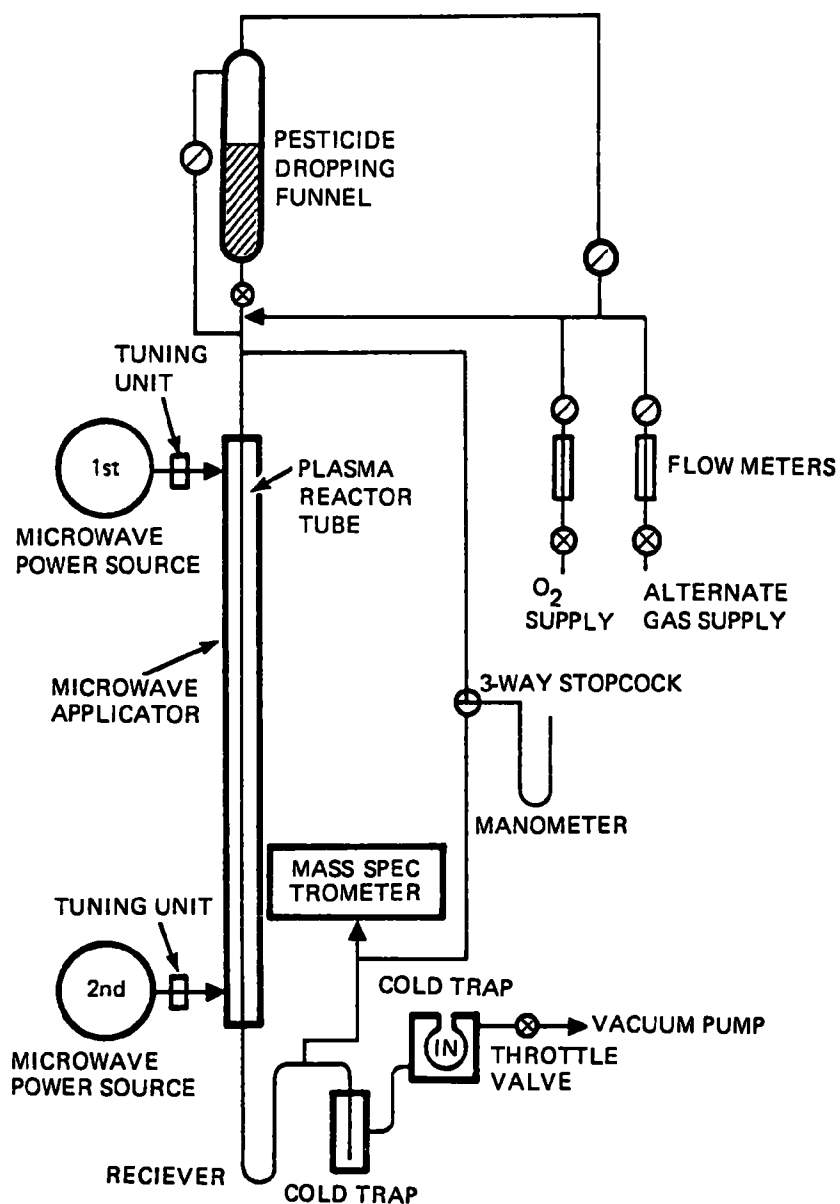 PESTICIDE
DROPPING
FUNNEL
TUNING
UNIT
1st
MICROWAVE
POWER SOURCE
PLASMA
REACTOR
TUBE
FLOW METERS
O2
SUPPLY
ALTERNATE
GAS SUPPLY
MICROWAVE
APPLICATOR
3-WAY STOPCOCK
MANOMETER
MASS SPEC
TROMETER
TUNING UNIT
2nd
MICROWAVE
POWER SOURCE
COLD TRAP
IN
VACUUM PUMP
THROTTLE
VALVE
RECIEVER
COLD TRAP